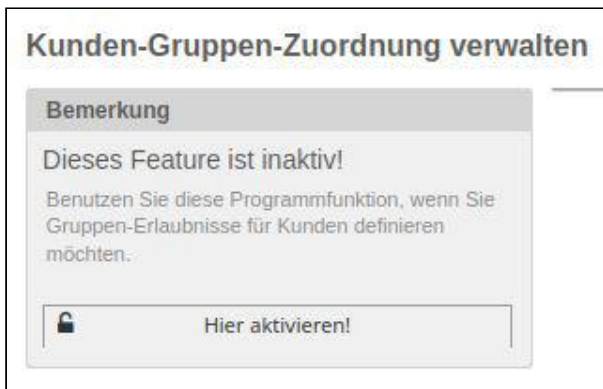 Kunden-Gruppen-Zuordnung verwalten
Bemerkung
Dieses Feature ist inaktiv!
Benutzen Sie diese Programmfunktion, wenn Sie
Gruppen-Erlaubnisse für Kunden definieren
möchten.
Hier aktivieren!